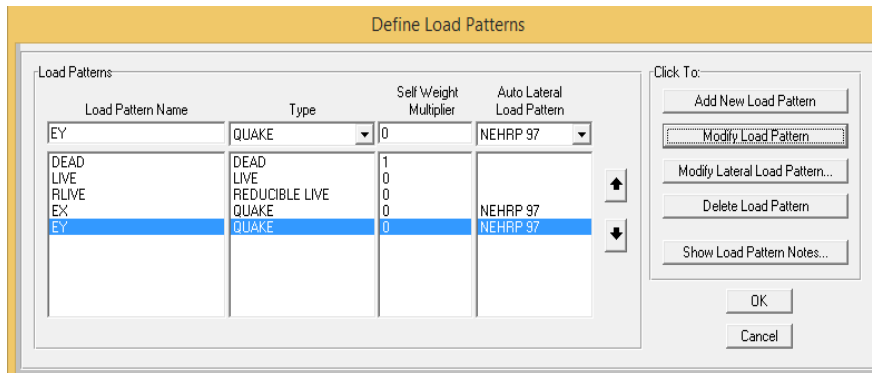 Define Load Patterns
Load Patterns
Load Pattern Name Type Self Weight Multiplier Auto Lateral Load Pattern
EY QUAKE 0 NEHRP 97
DEAD DEAD 1
LIVE LIVE 0
RLIVE REDUCIBLE LIVE 0
EX QUAKE 0 NEHRP 97
EY QUAKE 0 NEHRP 97
Click To:
Add New Load Pattern
Modify Load Pattern
Modify Lateral Load Pattern...
Delete Load Pattern
Show Load Pattern Notes...
OK
Cancel